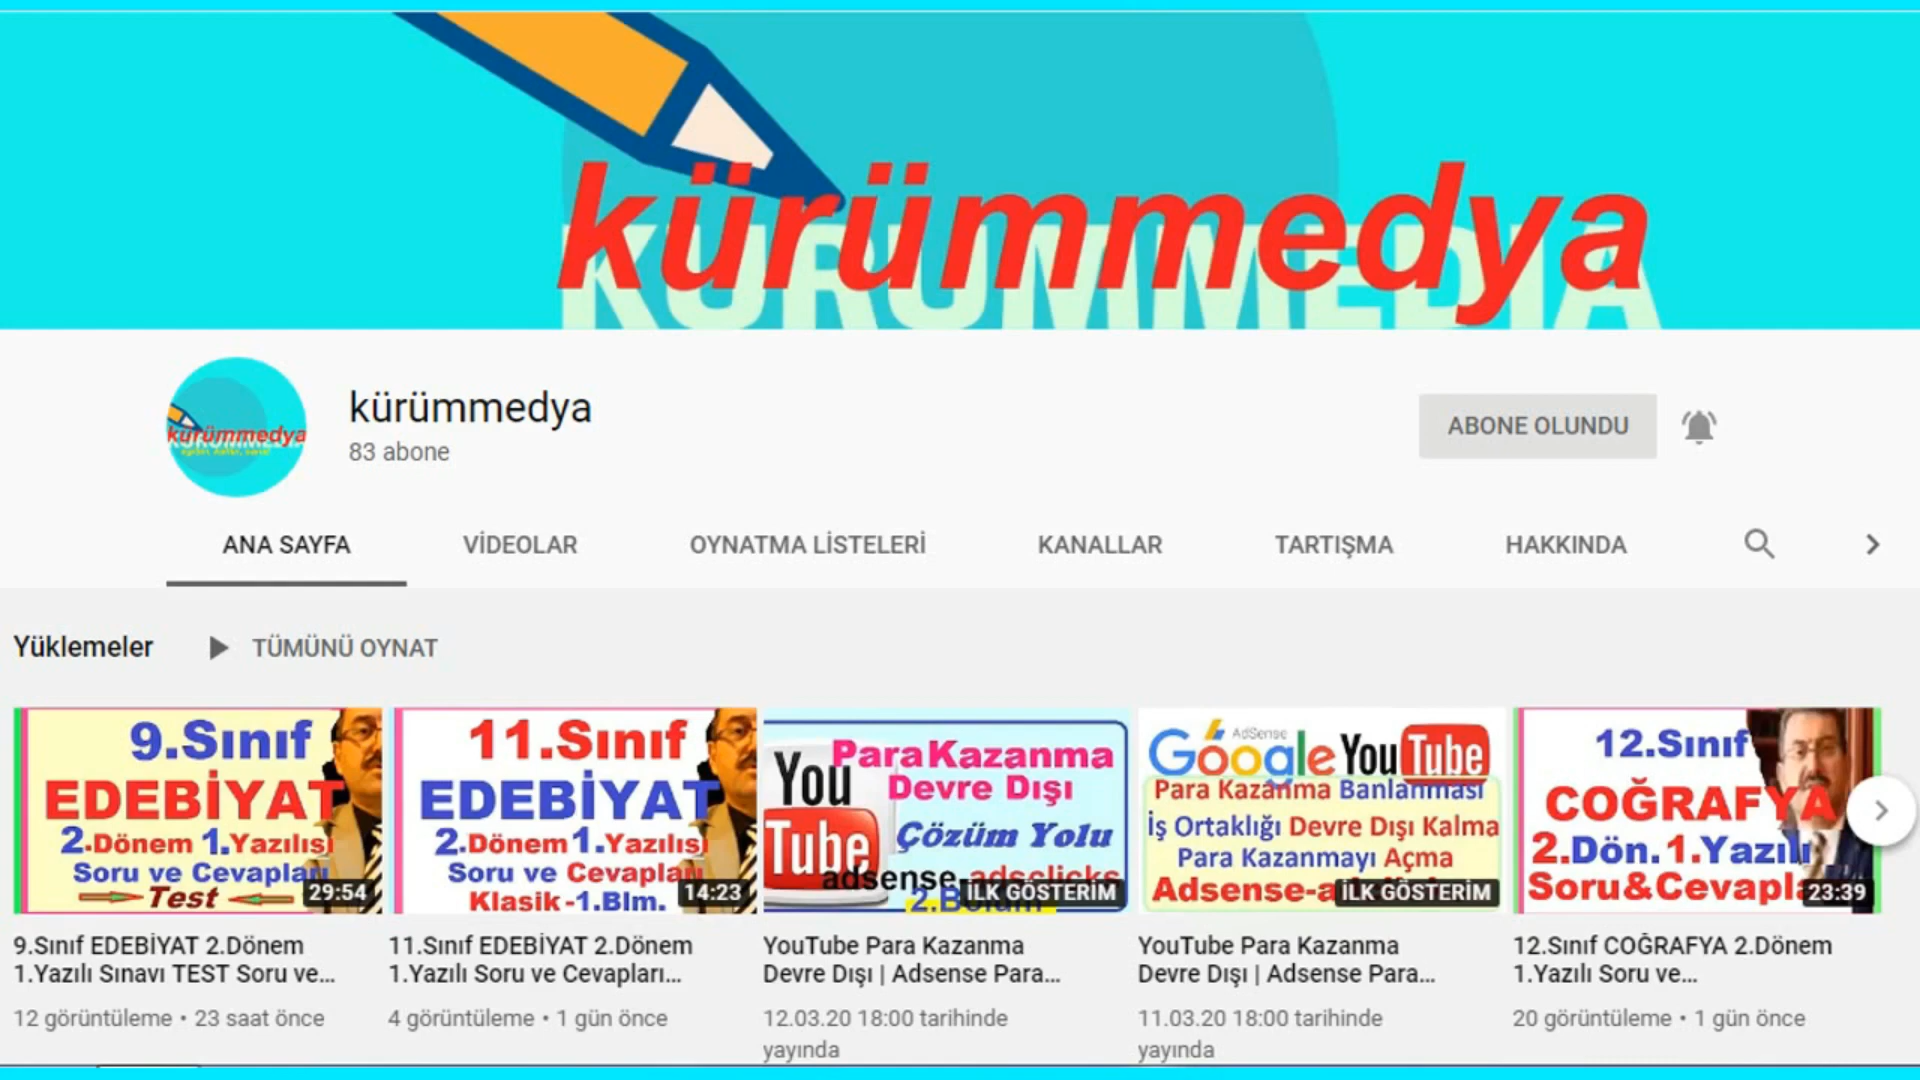 kürümmedya
KÜRÜMMEDIA
kürümmedya
kürümmedya
83 abone
ABONE OLUNDU
ANA SAYFA
VİDEOLAR
OYNATMA LİSTELERİ
KANALLAR
TARTIŞMA
HAKKINDA
Yüklemeler
TÜMÜNÜ OYNAT
9.Sınıf
EDEBİYAT
2.Dönem 1.Yazılısı
Soru ve Cevapları
Test
29:54
9.Sınıf EDEBİYAT 2.Dönem
1.Yazılı Sınavı TEST Soru ve...
12 görüntüleme • 23 saat önce
11.Sınıf
EDEBİYAT
2.Dönem 1.Yazılısı
Soru ve Cevapları
Klasik -1.Blm.
14:23
11.Sınıf EDEBİYAT 2.Dönem
1.Yazılı Soru ve Cevapları...
4 görüntüleme • 1 gün önce
You
Tube
Para Kazanma
Devre Dışı
Çözüm Yolu
adsense adsclicks
2.Bölüm
İLK GÖSTERİM
YouTube Para Kazanma
Devre Dışı | Adsense Para...
12.03.20 18:00 tarihinde
yayında
AdSense
Google YouTube
Para Kazanma Banlanması
İş Ortaklığı Devre Dışı Kalma
Para Kazanmayı Açma
Adsense-a
İLK GÖSTERİM
YouTube Para Kazanma
Devre Dışı | Adsense Para...
11.03.20 18:00 tarihinde
yayında
12.Sınıf
COĞRAFYA
2.Dön. 1.Yazılı
Soru&Cevapla
23:39
12.Sınıf COĞRAFYA 2.Dönem
1.Yazılı Soru ve...
20 görüntüleme • 1 gün önce